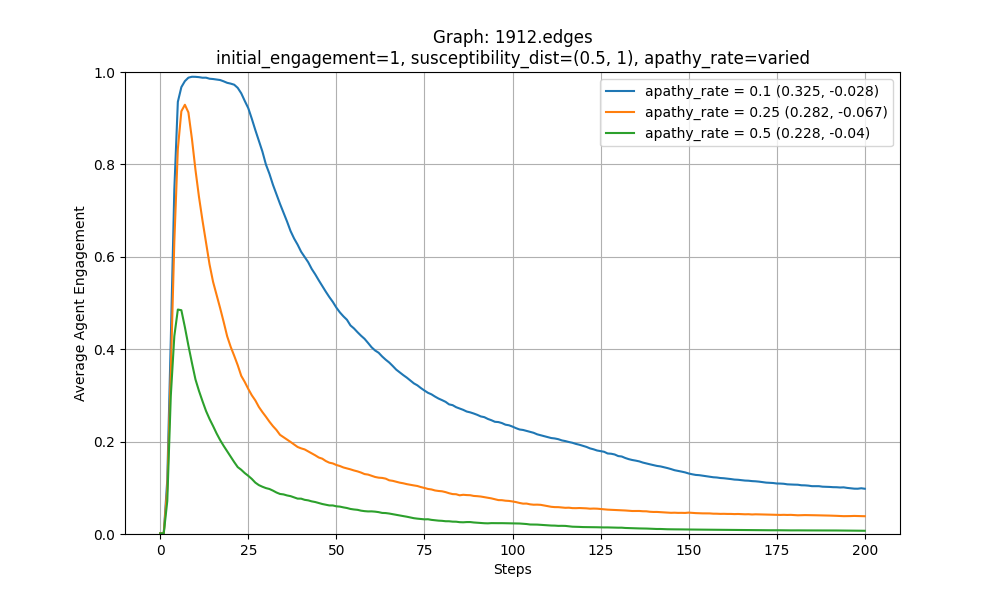 Graph: 1912.edges
initial_engagement=1, susceptibility_dist=(0.5, 1), apathy_rate=varied
apathy_rate = 0.1 (0.325, -0.028)
apathy_rate = 0.25 (0.282, -0.067)
apathy_rate = 0.5 (0.228, -0.04)
Average Agent Engagement
1.0
0.8
0.6
0.4
0.2
0.0
0 25 50 75 100 125 150 175 200
Steps